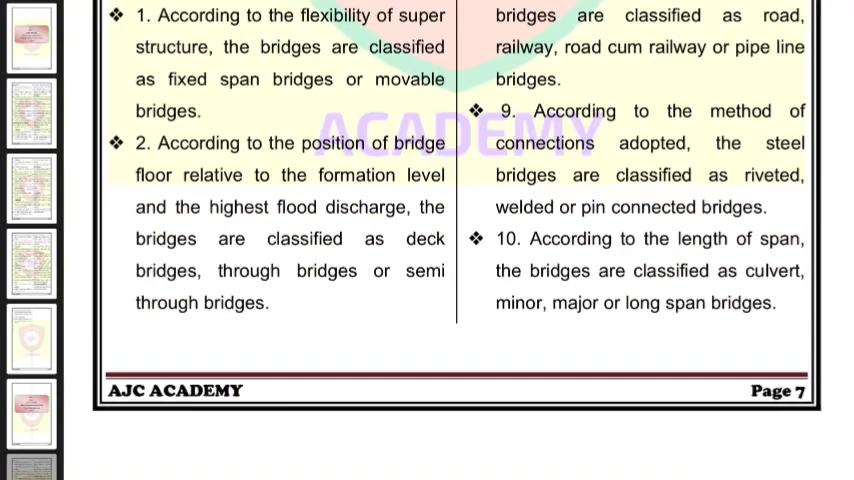 ❖ 1. According to the flexibility of super
structure, the bridges are classified
as fixed span bridges or movable
bridges.
❖ 2. According to the position of bridge
floor relative to the formation level
and the highest flood discharge, the
bridges are classified as deck
bridges, through bridges or semi
through bridges.
bridges are classified as road,
railway, road cum railway or pipe line
bridges.
❖ 9. According to the method of
connections adopted, the steel
bridges are classified as riveted,
welded or pin connected bridges.
❖ 10. According to the length of span,
the bridges are classified as culvert,
minor, major or long span bridges.
ACADEMY
AJC ACADEMY
Page 7